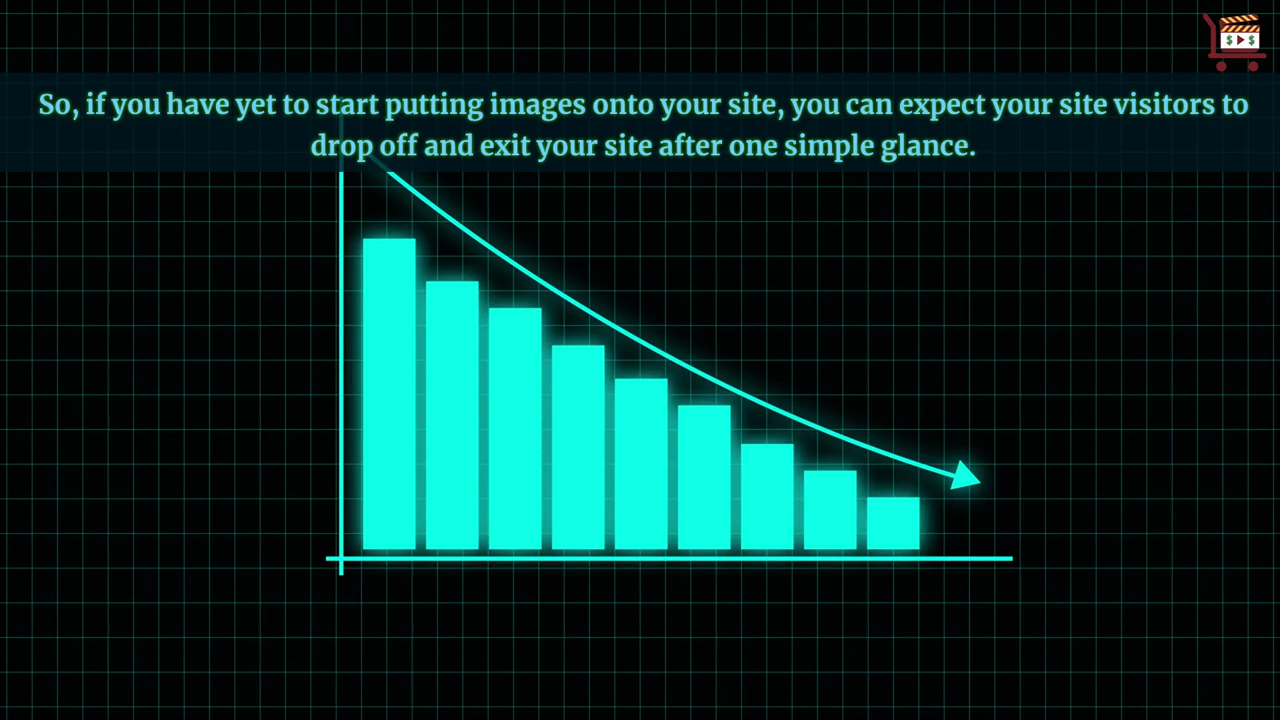 So, if you have yet to start putting images onto your site, you can expect your site visitors to
drop off and exit your site after one simple glance.
$ $